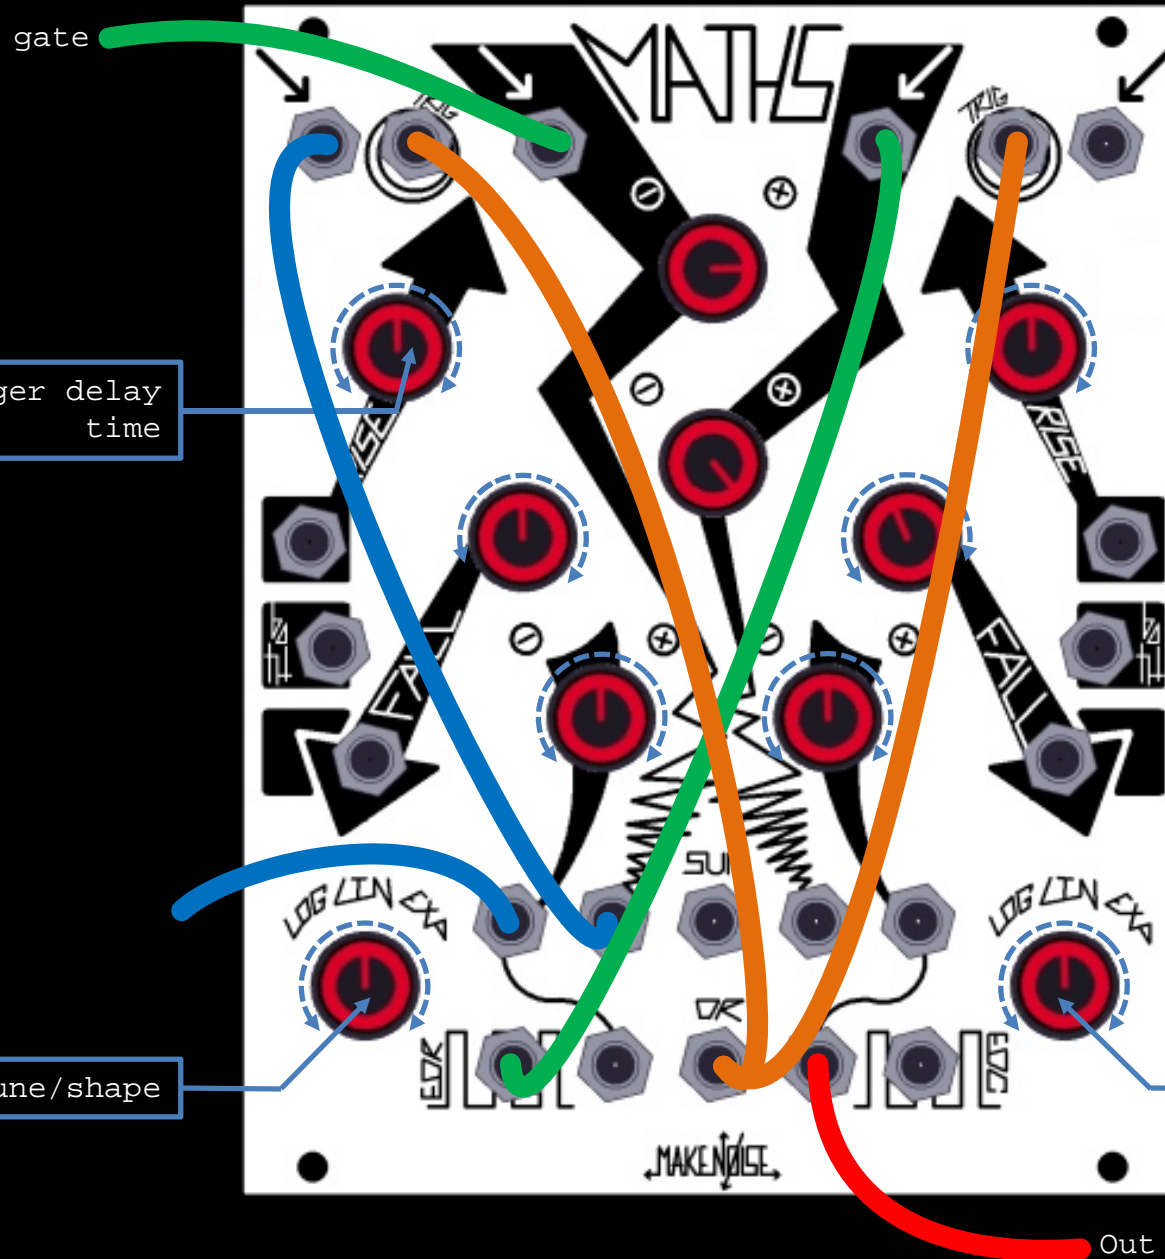 gate
MATHS
TRIG
TRIG
ger delay
time
RISE
RISE
FALL
FALL
SUM
LOG LIN EXP
LOG LIN EXP
OR
EOR
EOC
une/shape
MAKENOISE
Out